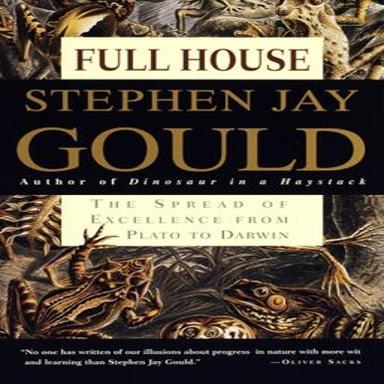 FULL HOUSE
STEPHEN JAY
GOULD
Author of Dinosaur in a Haystack
THE SPREAD OF
EXCELLENCE FROM
PLATO TO DARWIN
"No one has written of our illusions about progress in nature with more wit
and learning than Stephen Jay Gould." —OLIVER SACKS